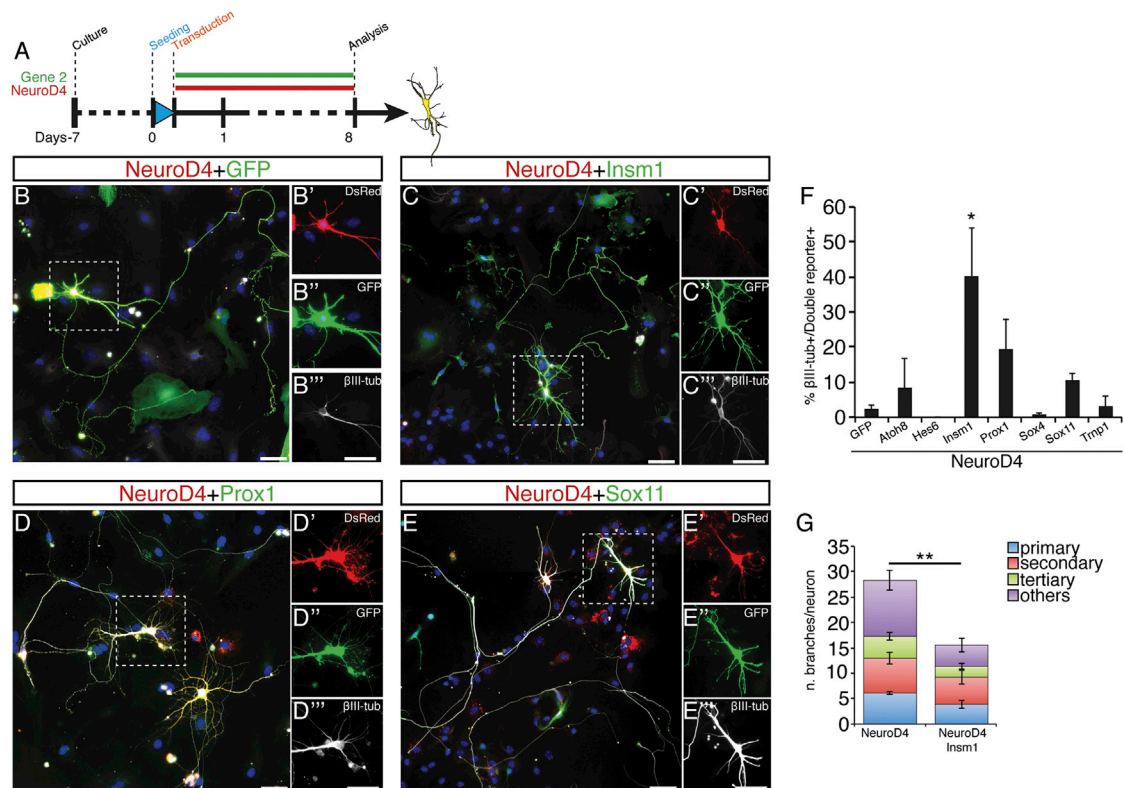 A
Culture
Seeding
Transduction
Analysis
Gene 2
NeuroD4
Days-7
0
1
8
NeuroD4+GFP
B
B' DsRed
B'' GFP
B''' βIII-tub
NeuroD4+Insm1
C
C' DsRed
C'' GFP
C''' βIII-tub
NeuroD4+Prox1
D
D' DsRed
D'' GFP
D''' βIII-tub
NeuroD4+Sox11
E
E' DsRed
E'' GFP
E''' βIII-tub
F
% βIII-tub+/Double reporter+
60
50
40
30
20
10
0
*
GFP
Atoh8
Hes6
Insm1
Prox1
Sox4
Sox11
Trnp1
NeuroD4
G
n. branches/neuron
35
30
25
20
15
10
5
0
**
primary
secondary
tertiary
others
NeuroD4
NeuroD4
Insm1